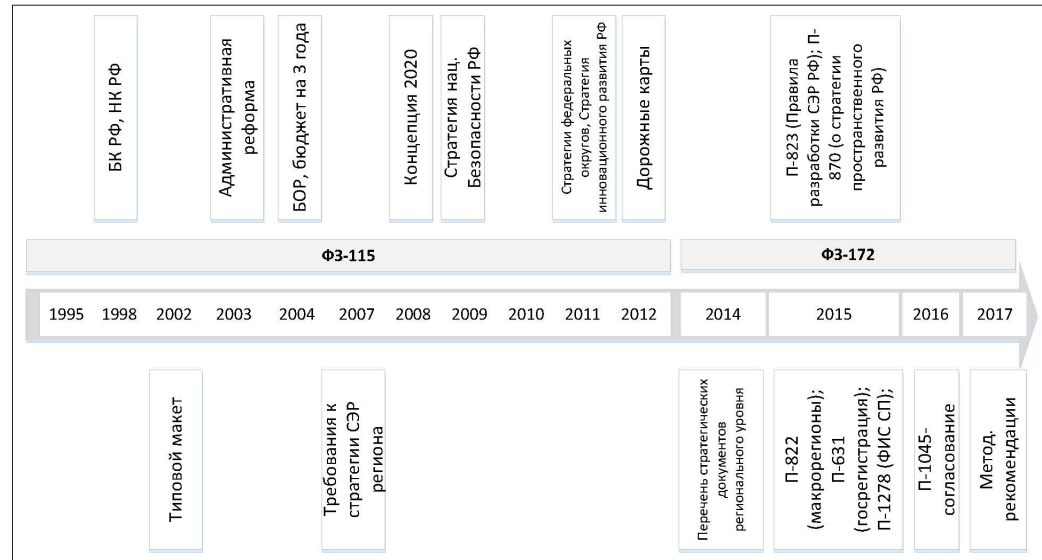 БК РФ, НК РФ
Административная
реформа
БОР, бюджет на 3 года
Концепция 2020
Стратегия нац.
Безопасности РФ
Стратегии федеральных
округов, Стратегия
инновационного развития РФ
Дорожные карты
П-823 (Правила
разработки СЭР РФ); П-
870 (о стратегии
пространственного
развития РФ)
ФЗ-115
ФЗ-172
1995 1998 2002 2003 2004 2007 2008 2009 2010 2011 2012 2014 2015 2016 2017
Типовой макет
Требования к
стратегии СЭР
региона
Перечень стратегических
документов
регионального уровня
П-822
(макрорегионы);
П-631
(госрегистрация);
П-1278 (ФИС СП);
П-1045-
согласование
Метод.
рекомендации